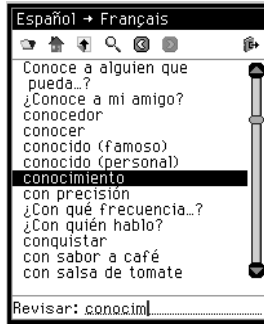 Español → Français
Conoce a alguien que
pueda…?
¿Conoce a mi amigo?
conocedor
conocer
conocido (famoso)
conocido (personal)
conocimiento
con precisión
¿Con qué frecuencia…?
¿Con quién hablo?
conquistar
con sabor a café
con salsa de tomate
Revisar: conocim